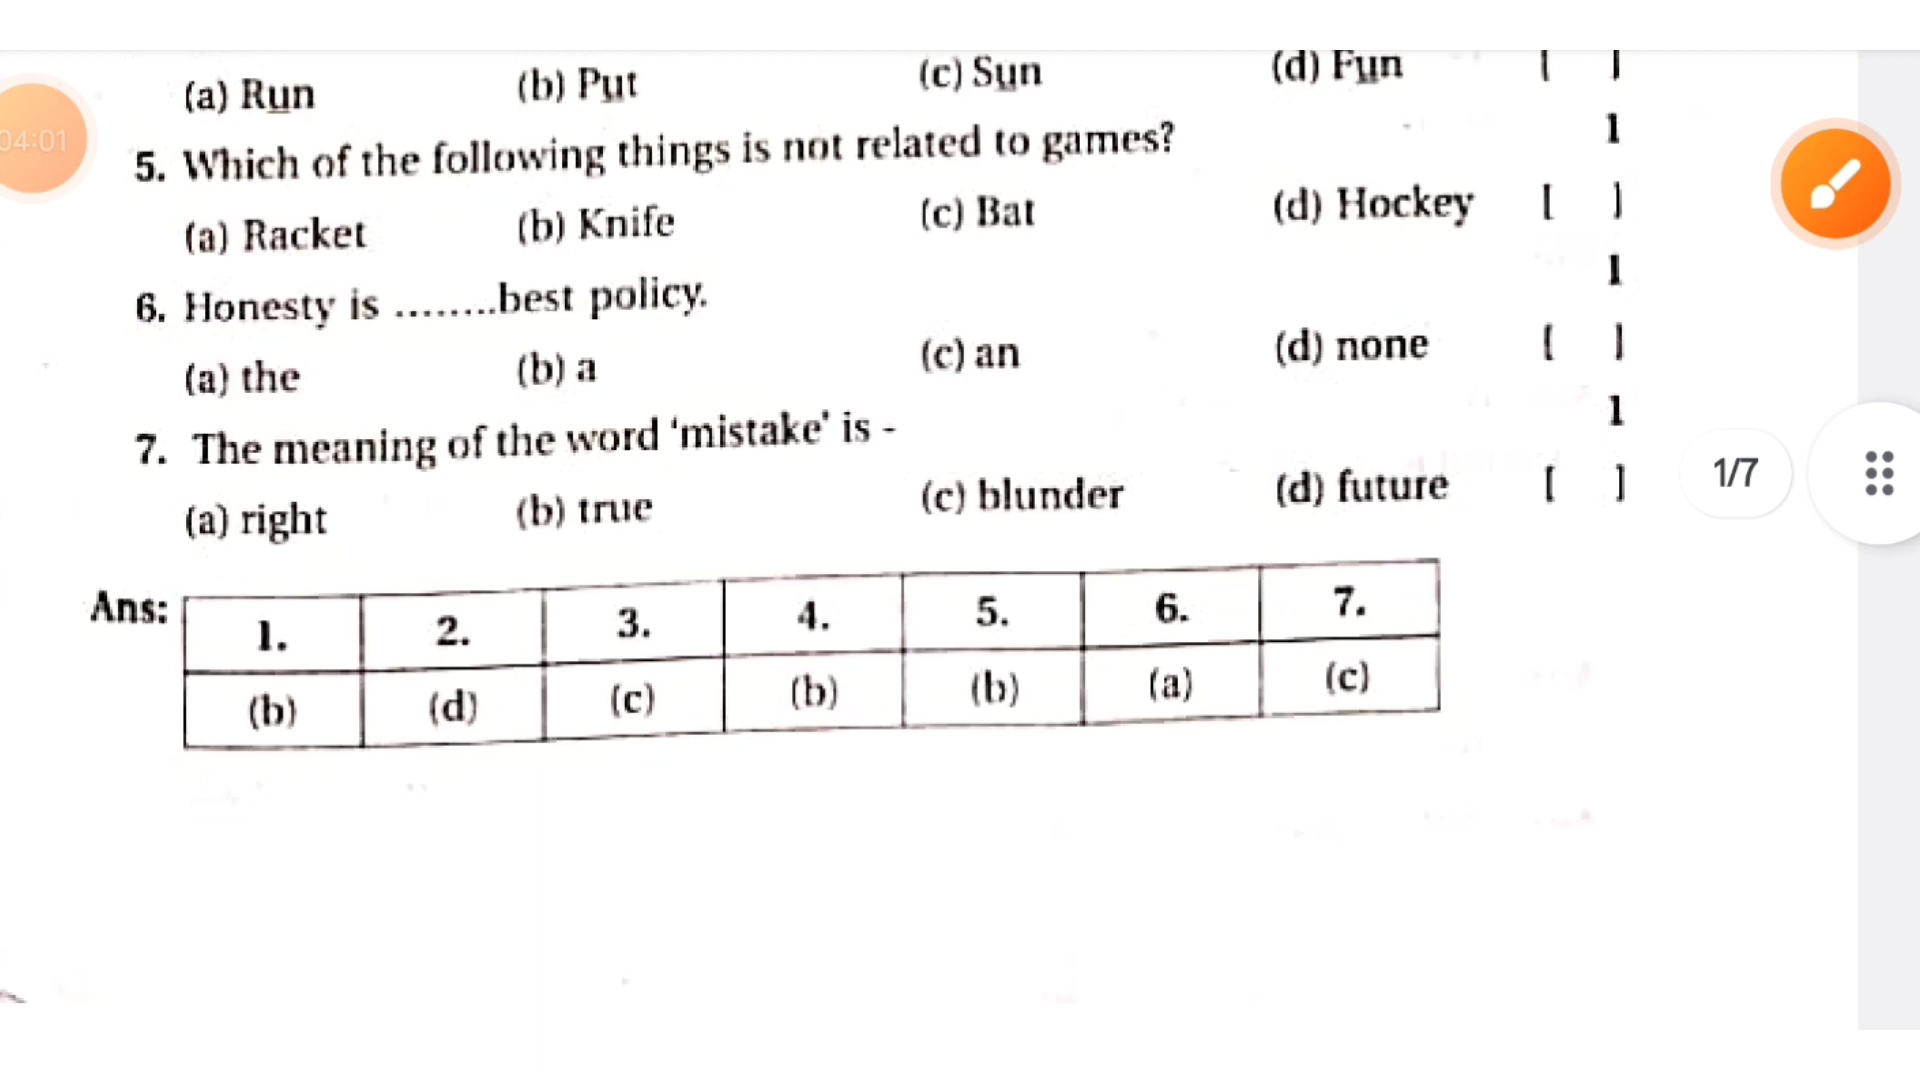 (a) Run (b) Put (c) Sun (d) Fun [ ]
04:01
5. Which of the following things is not related to games? 1
(a) Racket (b) Knife (c) Bat (d) Hockey [ ]
6. Honesty is ........best policy. 1
(a) the (b) a (c) an (d) none [ ]
7. The meaning of the word 'mistake' is - 1
(a) right (b) true (c) blunder (d) future [ ]
1/7
Ans: 1. 2. 3. 4. 5. 6. 7.
(b) (d) (c) (b) (b) (a) (c)